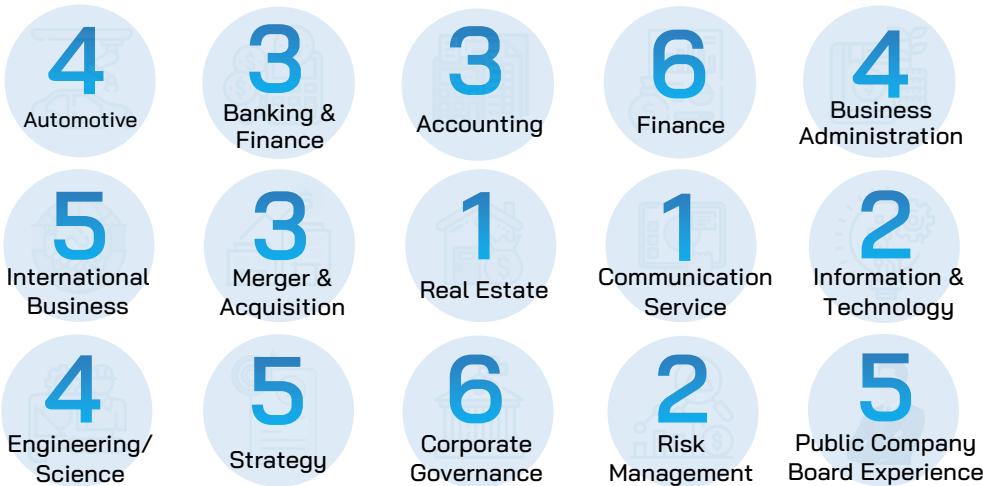 4
Automotive
3
Banking &
Finance
3
Accounting
6
Finance
4
Business
Administration
5
International
Business
3
Merger &
Acquisition
1
Real Estate
1
Communication
Service
2
Information &
Technology
4
Engineering/
Science
5
Strategy
6
Corporate
Governance
2
Risk
Management
5
Public Company
Board Experience